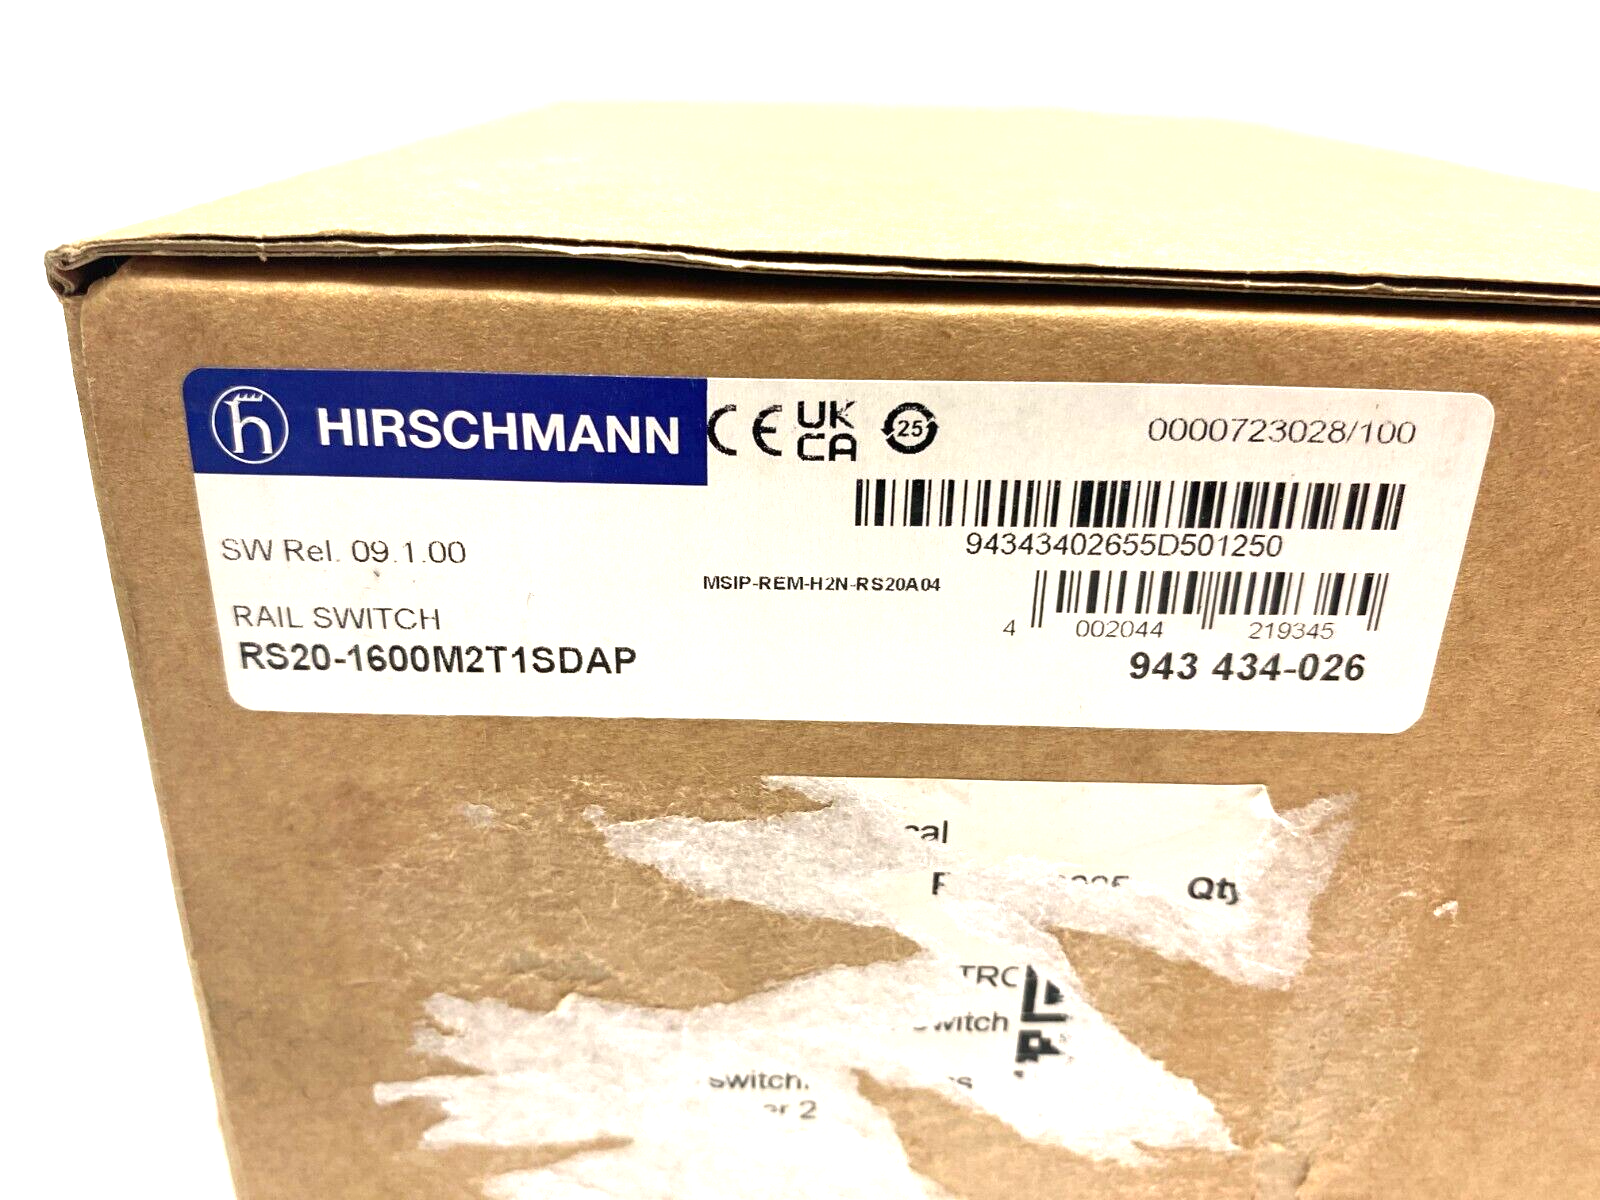 HIRSCHMANN
CE UK CA 25
0000723028/100
94343402655D501250
SW Rel. 09.1.00
MSIP-REM-H2N-RS20A04
4 002044 219345
RAIL SWITCH
RS20-1600M2T1SDAP
943 434-026
Qty
switch.
2